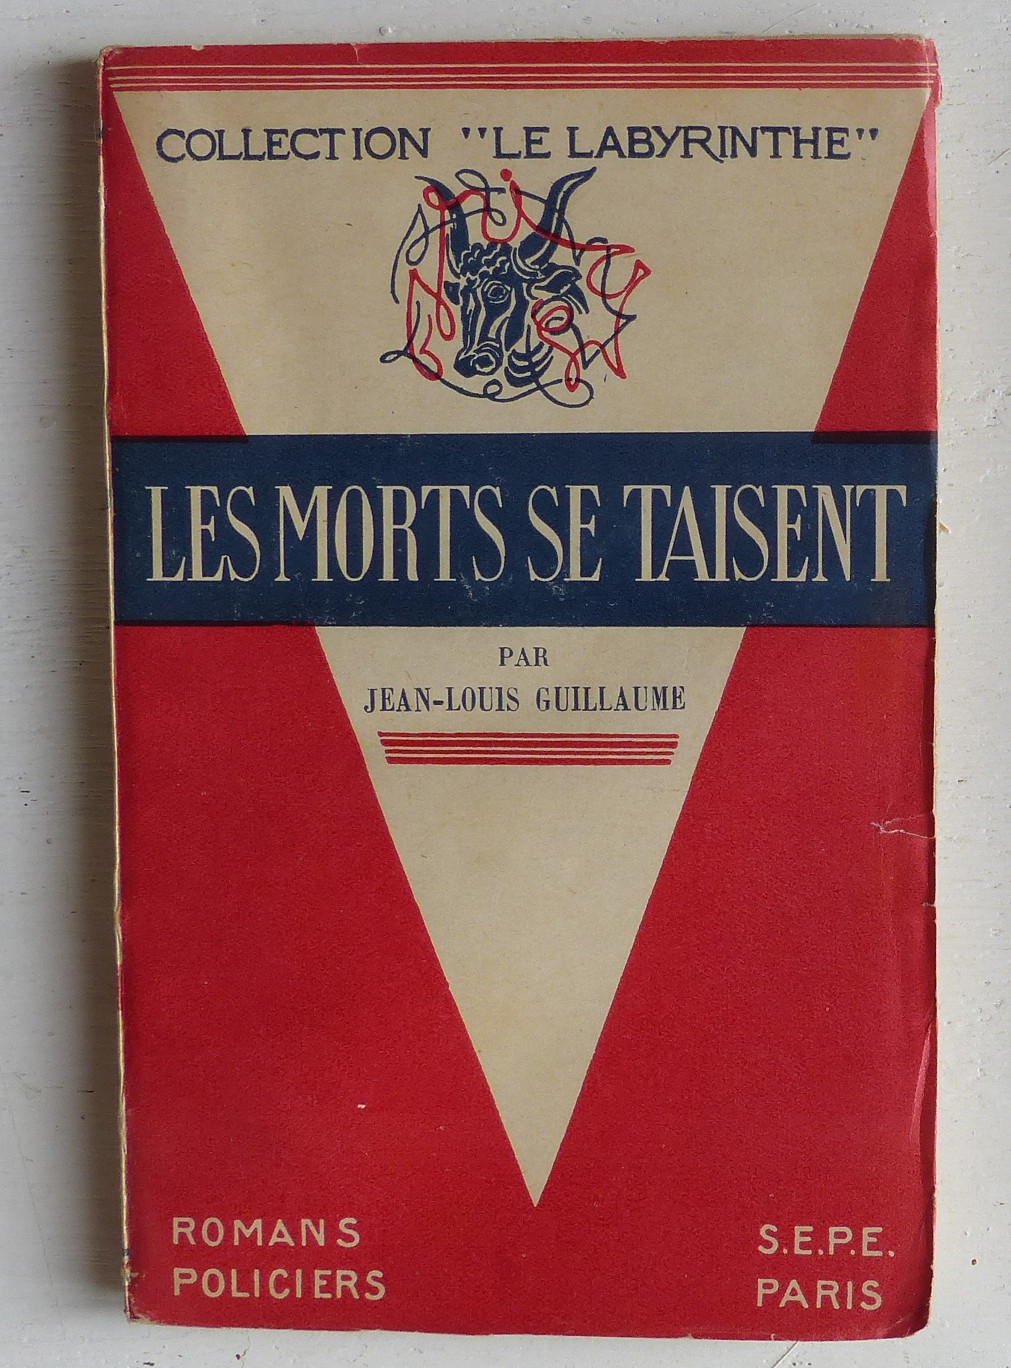 COLLECTION "LE LABYRINTHE"
LES MORTS SE TAISENT
PAR
JEAN-LOUIS GUILLAUME
ROMANS
POLICIERS
S.E.P.E.
PARIS